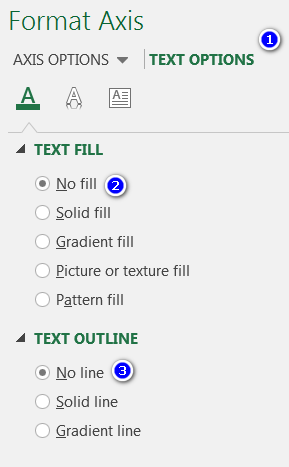 Format Axis
AXIS OPTIONS TEXT OPTIONS 1
A A
TEXT FILL
No fill 2
Solid fill
Gradient fill
Picture or texture fill
Pattern fill
TEXT OUTLINE
No line 3
Solid line
Gradient line